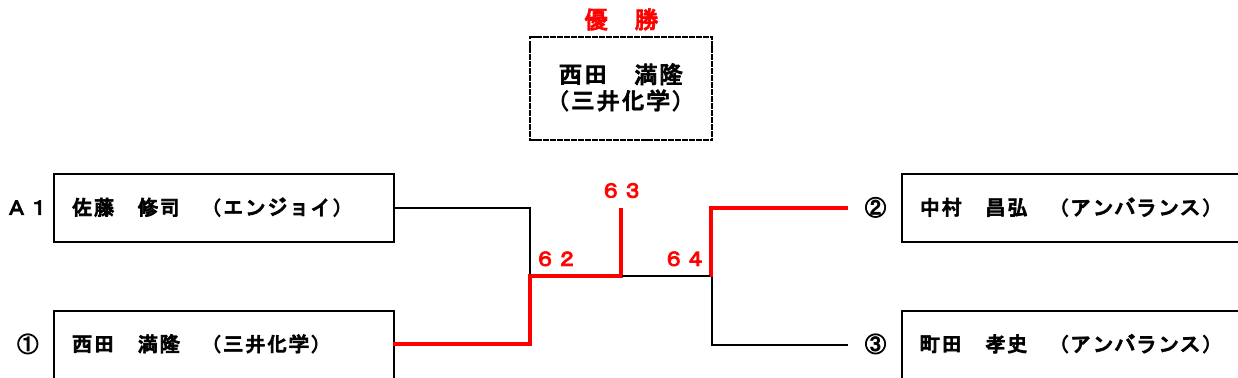 優　勝
西田　満隆
（三井化学）
Ａ１　佐藤　修司　（エンジョイ）
６３
②　中村　昌弘　（アンバランス）
６２
６４
①　西田　満隆　（三井化学）
③　町田　孝史　（アンバランス）